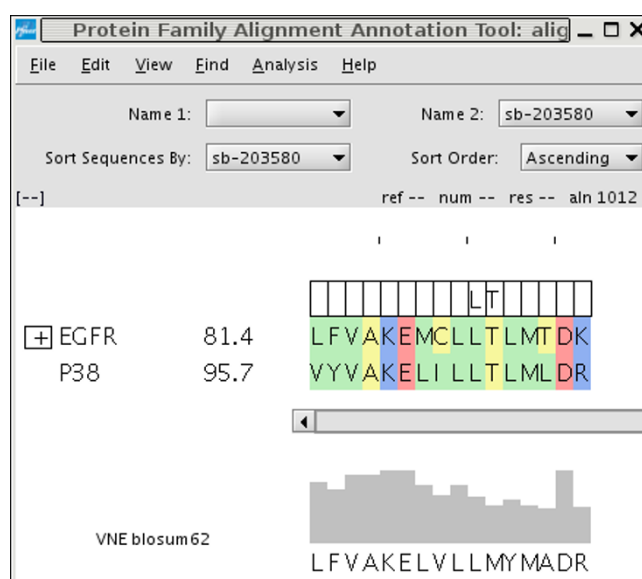 Protein Family Alignment Annotation Tool: alig
File Edit View Find Analysis Help
Name 1: Name 2: sb-203580
Sort Sequences By: sb-203580 Sort Order: Ascending
[--] ref -- num -- res -- aln 1012
L T
+ EGFR 81.4 LFVAKEMCLLTLMTDK
P38 95.7 VYVAKELILLTLMLDR
VNE blosum62
LFVAKELVLLMYMADR